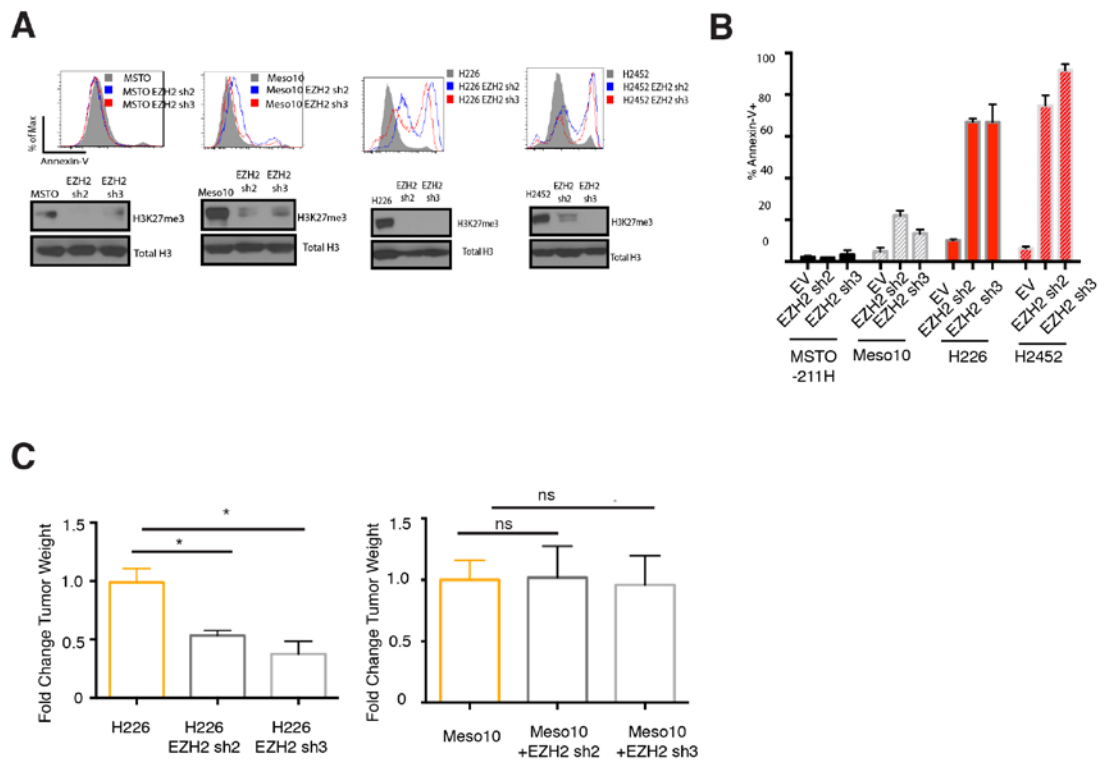 A
MSTO
MSTO EZH2 sh2
MSTO EZH2 sh3
% of Max
Annexin-V
Meso10
Meso10 EZH2 sh2
Meso10 EZH2 sh3
H226
H226 EZH2 sh2
H226 EZH2 sh3
H2452
H2452 EZH2 sh2
H2452 EZH2 sh3
MSTO
EZH2 sh2
EZH2 sh3
H3K27me3
Total H3
Meso10
EZH2 sh2
EZH2 sh3
H3K27me3
Total H3
H226
EZH2 sh2
EZH2 sh3
H3K27me3
Total H3
H2452
EZH2 sh2
EZH2 sh3
H3K27me3
Total H3
B
% Annexin-V+
100
80
60
40
20
0
EV
EZH2 sh2
EZH2 sh3
EV
EZH2 sh2
EZH2 sh3
EV
EZH2 sh2
EZH2 sh3
EV
EZH2 sh2
EZH2 sh3
MSTO
-211H
Meso10
H226
H2452
C
Fold Change Tumor Weight
1.5
1.0
0.5
0
*
*
H226
H226
EZH2 sh2
H226
EZH2 sh3
Fold Change Tumor Weight
1.5
1.0
0.5
0
ns
ns
Meso10
Meso10
+EZH2 sh2
Meso10
+EZH2 sh3